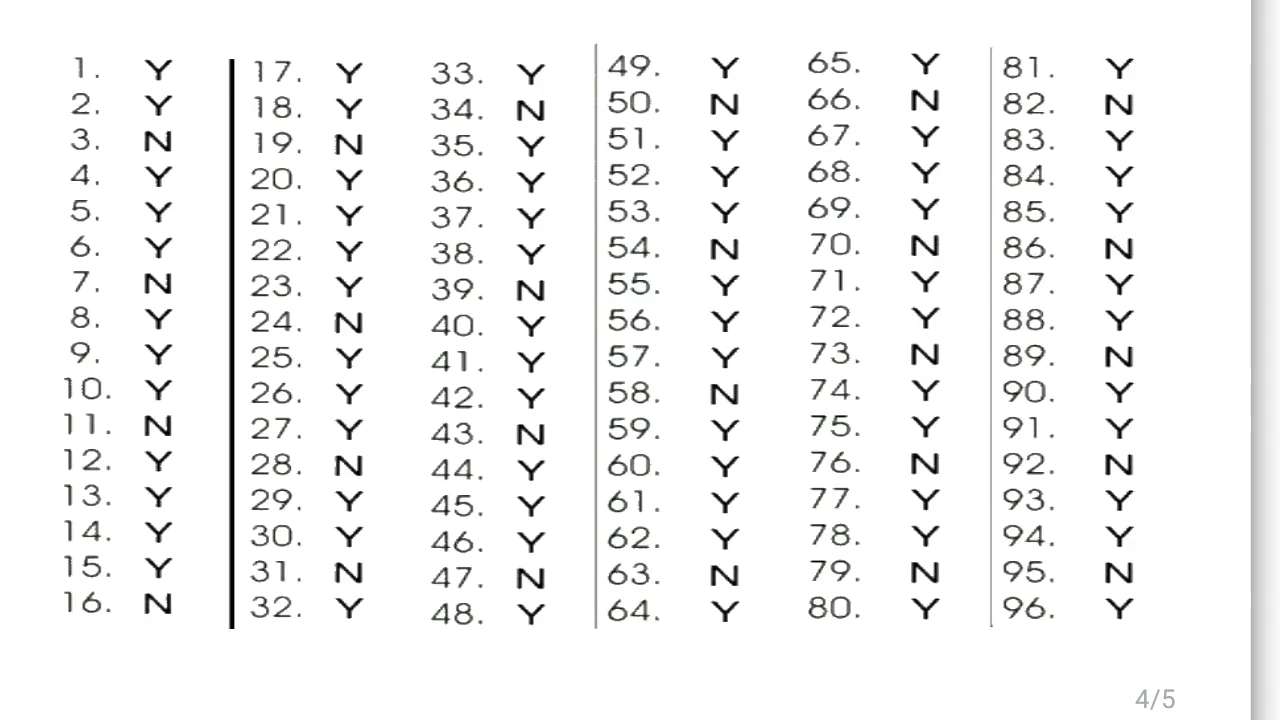 1. Y
2. Y
3. N
4. Y
5. Y
6. Y
7. N
8. Y
9. Y
10. Y
11. N
12. Y
13. Y
14. Y
15. Y
16. N
17. Y
18. Y
19. N
20. Y
21. Y
22. Y
23. Y
24. N
25. Y
26. Y
27. Y
28. N
29. Y
30. Y
31. N
32. Y
33. Y
34. N
35. Y
36. Y
37. Y
38. Y
39. N
40. Y
41. Y
42. Y
43. N
44. Y
45. Y
46. Y
47. N
48. Y
49. Y
50. N
51. Y
52. Y
53. Y
54. N
55. Y
56. Y
57. Y
58. N
59. Y
60. Y
61. Y
62. Y
63. N
64. Y
65. Y
66. N
67. Y
68. Y
69. Y
70. N
71. Y
72. Y
73. N
74. Y
75. Y
76. N
77. Y
78. Y
79. N
80. Y
81. Y
82. N
83. Y
84. Y
85. Y
86. N
87. Y
88. Y
89. N
90. Y
91. Y
92. N
93. Y
94. Y
95. N
96. Y
4/5